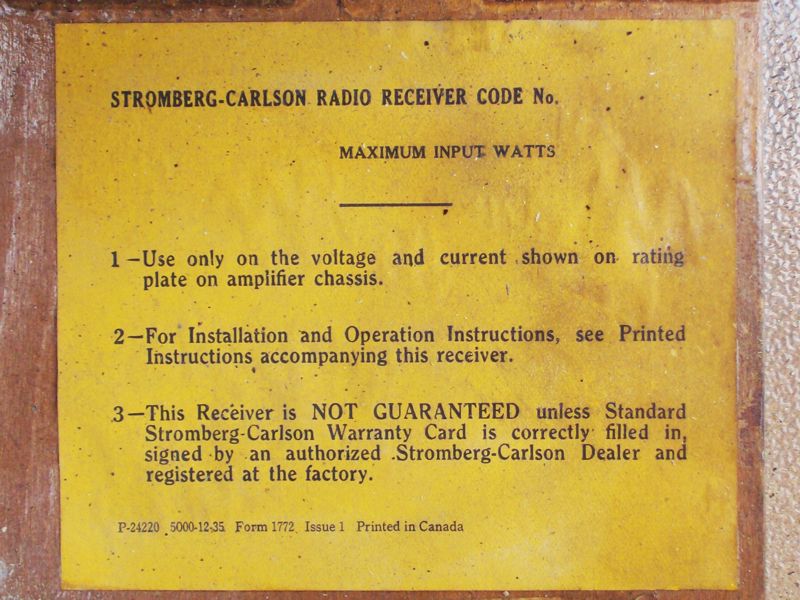 STROMBERG-CARLSON RADIO RECEIVER CODE No.
MAXIMUM INPUT WATTS
1—Use only on the voltage and current shown on rating
plate on amplifier chassis.
2—For Installation and Operation Instructions, see Printed
Instructions accompanying this receiver.
3—This Receiver is NOT GUARANTEED unless Standard
Stromberg-Carlson Warranty Card is correctly filled in,
signed by an authorized Stromberg-Carlson Dealer and
registered at the factory.
P-24220 5000-12-35 Form 1772 Issue 1 Printed in Canada